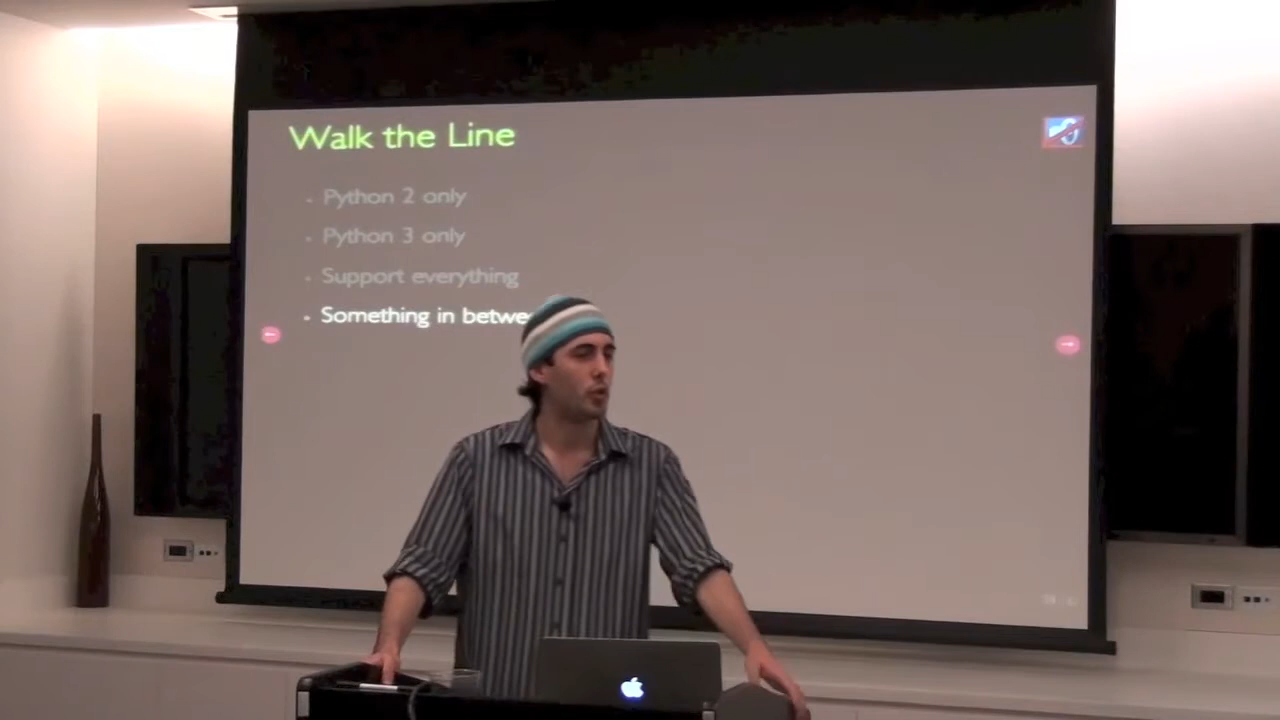 Walk the Line
Python 2 only
Python 3 only
Support everything
Something in betwe